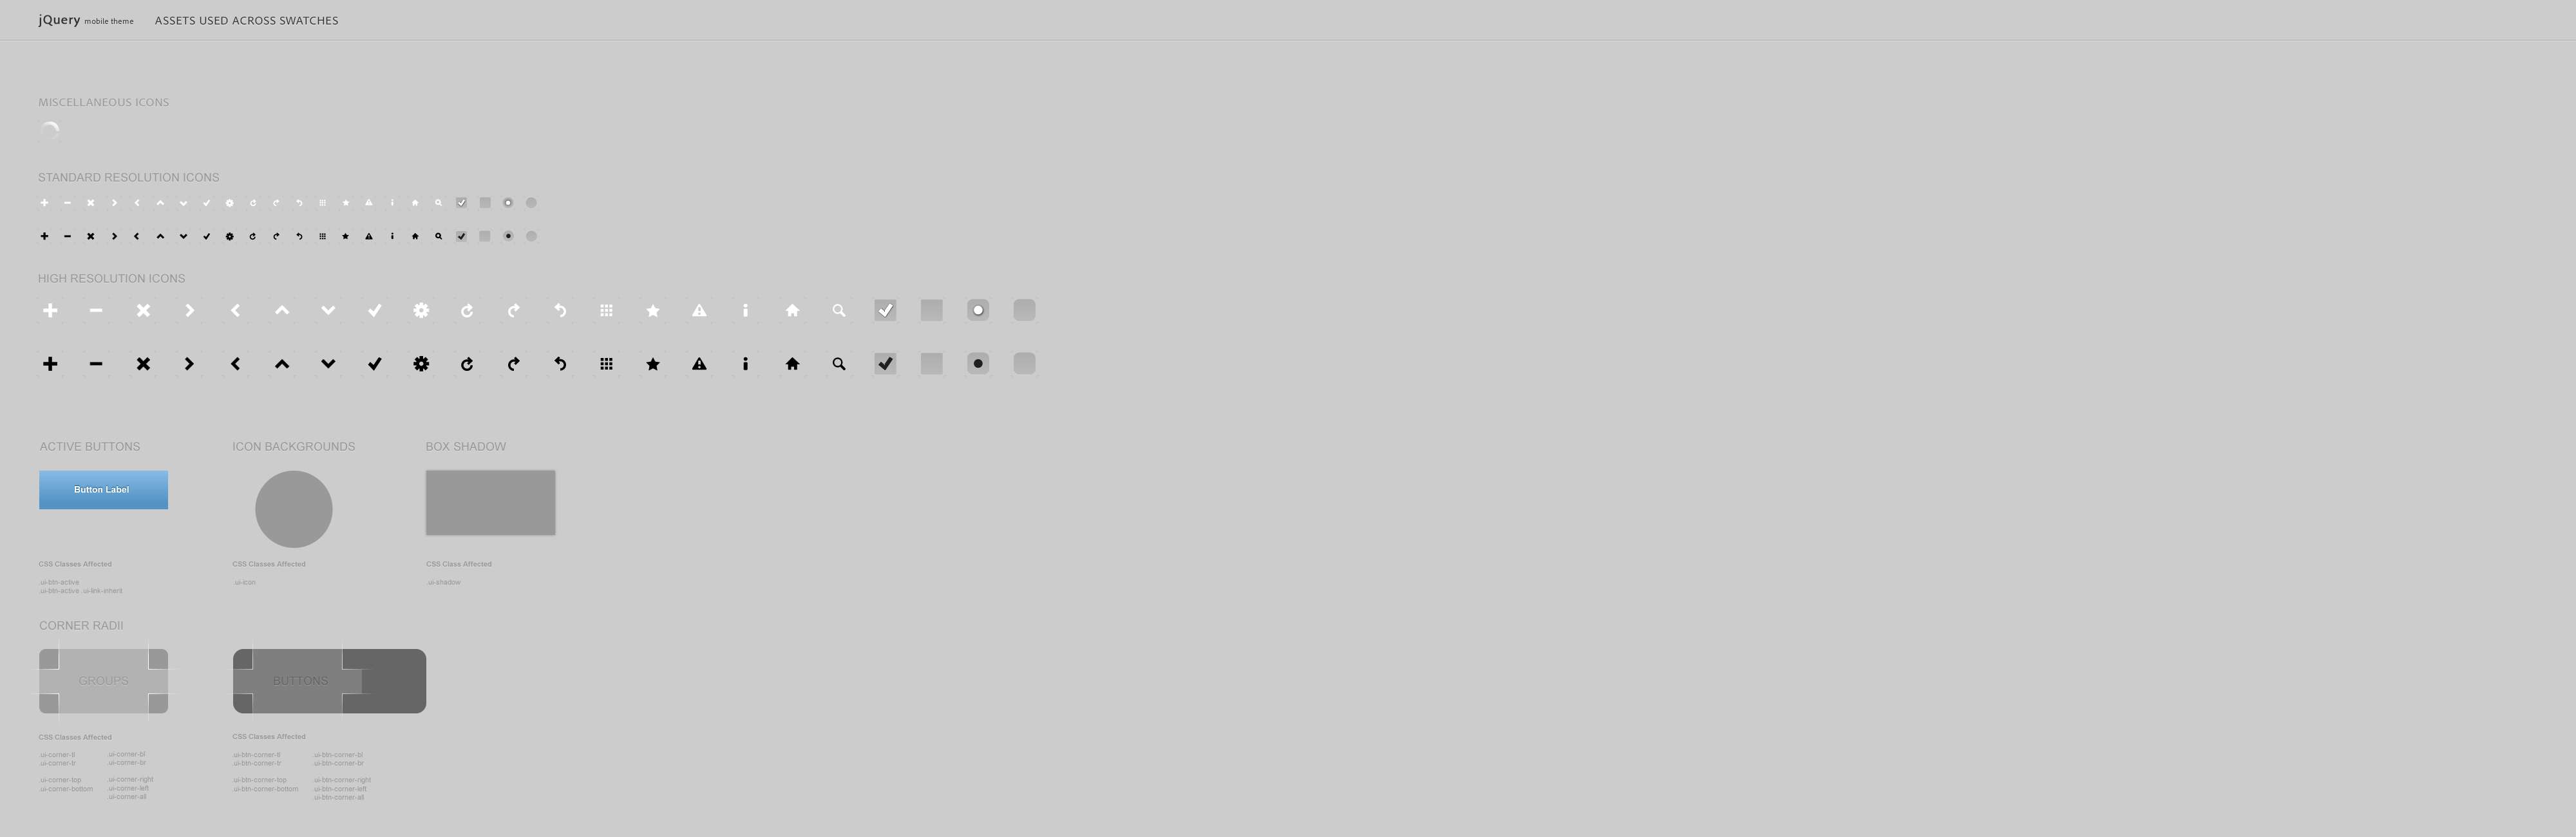 jQuery mobile theme ASSETS USED ACROSS SWATCHES
MISCELLANEOUS ICONS
STANDARD RESOLUTION ICONS
HIGH RESOLUTION ICONS
ACTIVE BUTTONS
Button Label
CSS Classes Affected
.ui-btn-active
.ui-btn-active .ui-link-inherit
ICON BACKGROUNDS
CSS Classes Affected
.ui-icon
BOX SHADOW
CSS Class Affected
.ui-shadow
CORNER RADII
GROUPS
CSS Classes Affected
.ui-corner-tl
.ui-corner-tr
.ui-corner-top
.ui-corner-bottom
.ui-corner-bl
.ui-corner-br
.ui-corner-right
.ui-corner-left
.ui-corner-all
BUTTONS
CSS Classes Affected
.ui-btn-corner-tl
.ui-btn-corner-tr
.ui-btn-corner-top
.ui-btn-corner-bottom
.ui-btn-corner-bl
.ui-btn-corner-br
.ui-btn-corner-right
.ui-btn-corner-left
.ui-btn-corner-all